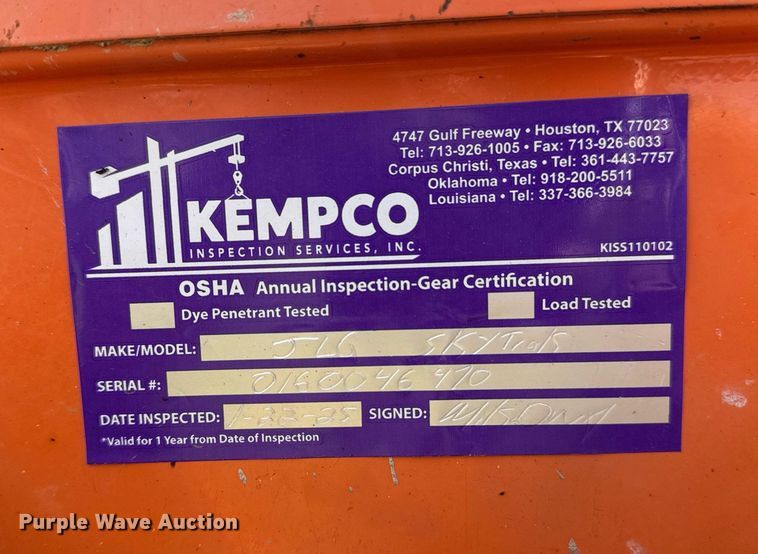 4747 Gulf Freeway • Houston, TX 77023
Tel: 713-926-1005 • Fax: 713-926-6033
Corpus Christi, Texas • Tel: 361-443-7757
Oklahoma • Tel: 918-200-5511
Louisiana • Tel: 337-366-3984
KEMPCO
INSPECTION SERVICES, INC.
KISS110102
OSHA Annual Inspection-Gear Certification
Dye Penetrant Tested
Load Tested
MAKE/MODEL: JLG SKYTrak
SERIAL #: 0160046490
DATE INSPECTED: 1-22-25 SIGNED:
*Valid for 1 Year from Date of Inspection
Purple Wave Auction